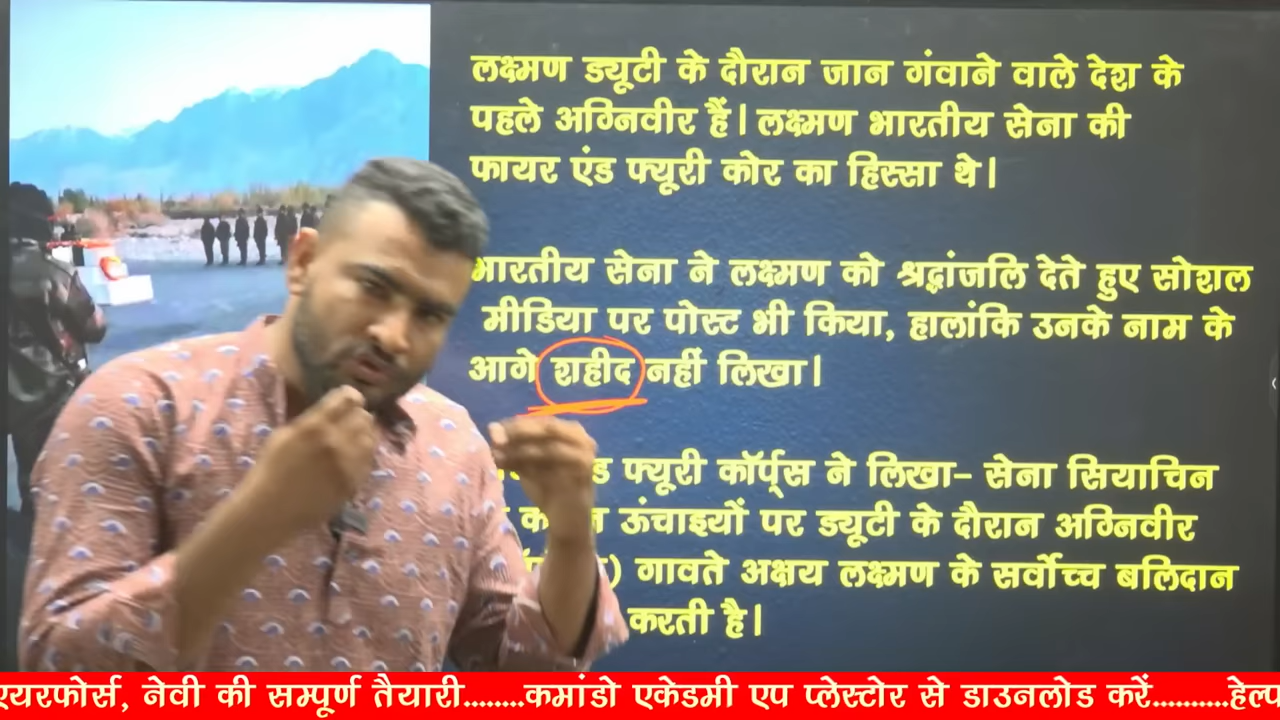 लक्ष्मण ड्यूटी के दौरान जान गंवाने वाले देश के
पहले अग्निवीर हैं। लक्ष्मण भारतीय सेना की
फायर एंड फ्यूरी कोर का हिस्सा थे।
भारतीय सेना ने लक्ष्मण को श्रद्धांजलि देते हुए सोशल
मीडिया पर पोस्ट भी किया, हालांकि उनके नाम के
आगे शहीद नहीं लिखा।
फ्यूरी कॉर्प्स ने लिखा– सेना सियाचिन
ऊंचाइयों पर ड्यूटी के दौरान अग्निवीर
गावते अक्षय लक्ष्मण के सर्वोच्च बलिदान
करती है।
एयरफोर्स, नेवी की सम्पूर्ण तैयारी........कमांडो एकेडमी एप प्लेस्टोर से डाउनलोड करें...........हेल्प